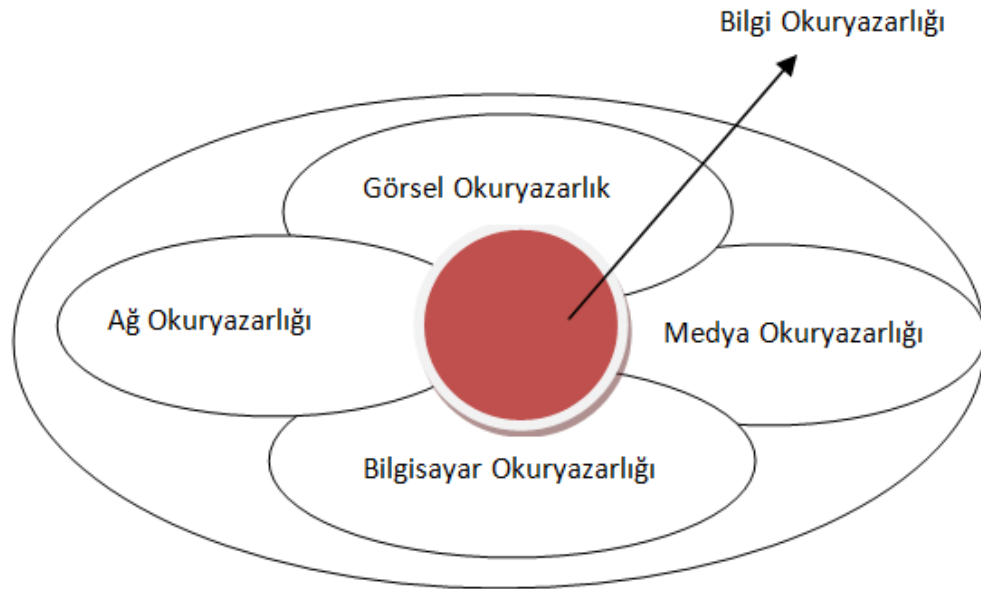 Bilgi Okuryazarlığı
Görsel Okuryazarlık
Ağ Okuryazarlığı
Medya Okuryazarlığı
Bilgisayar Okuryazarlığı